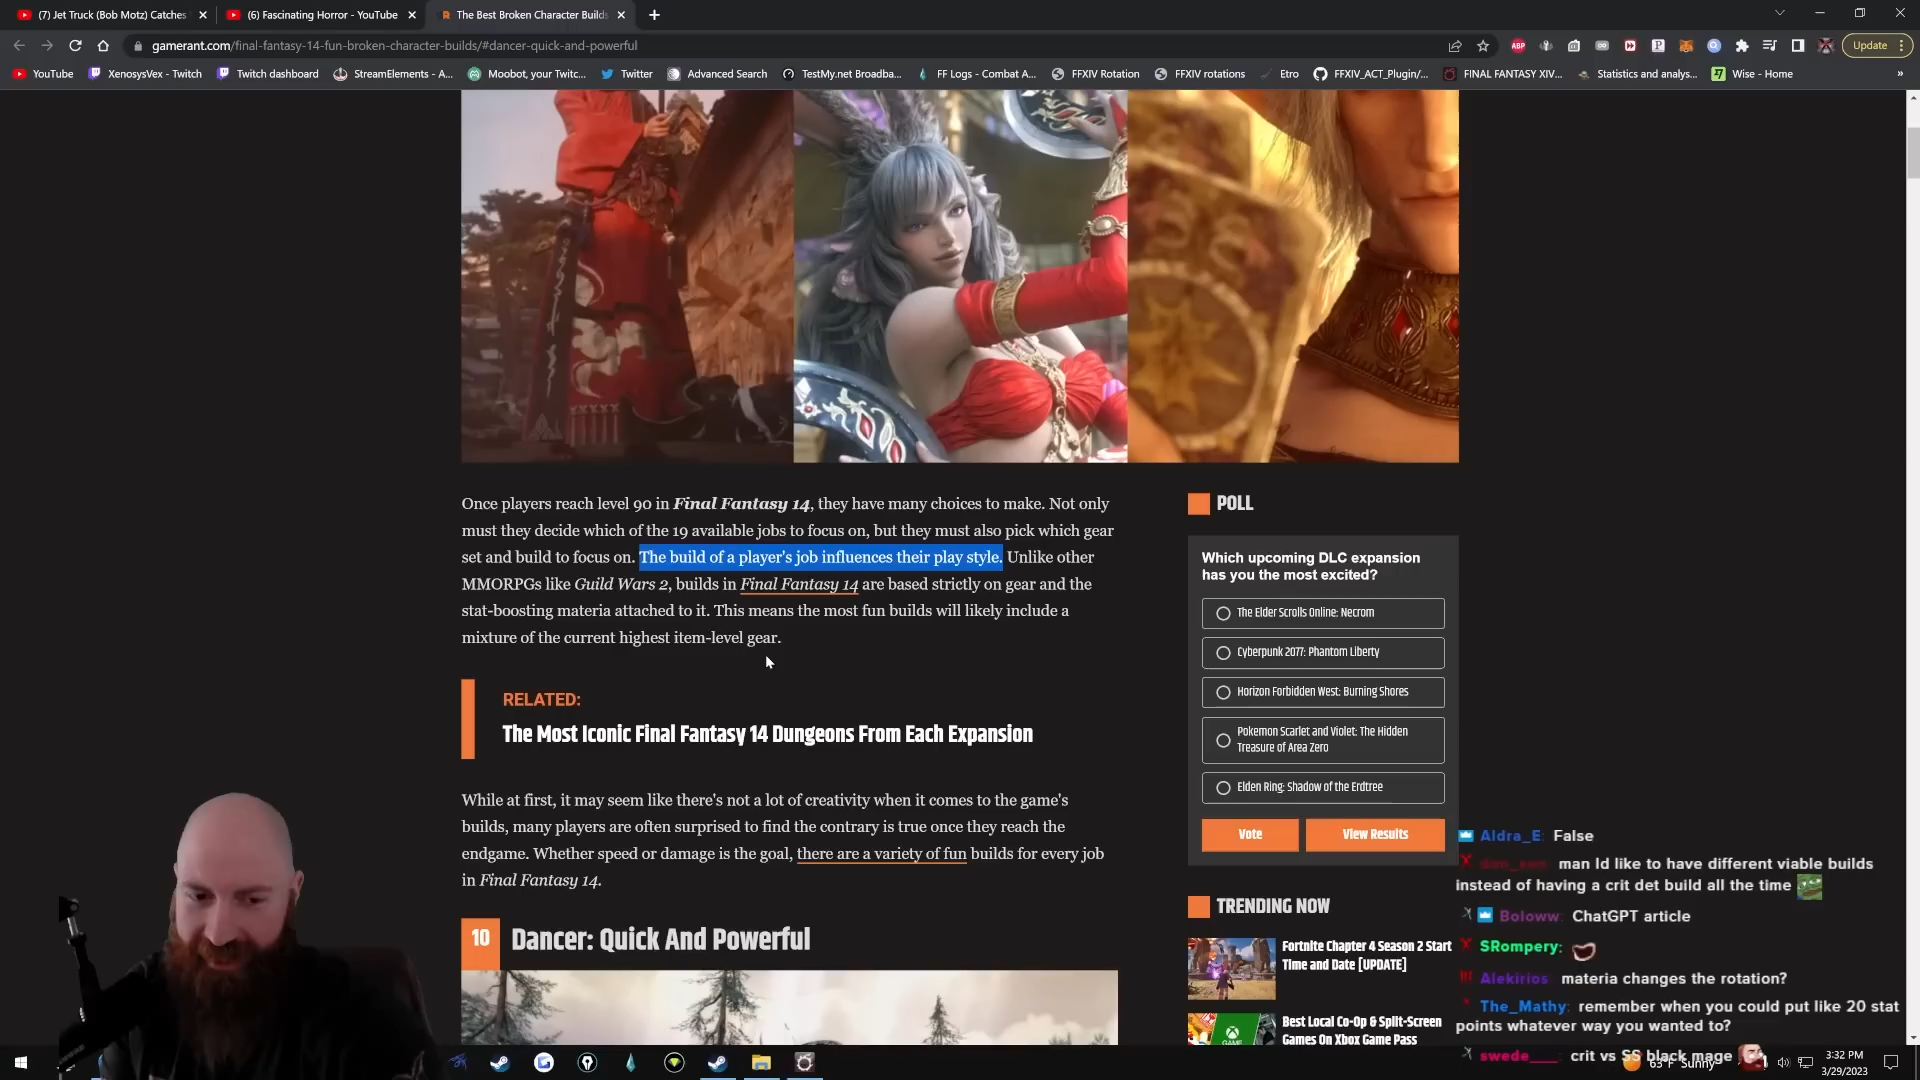 (7) Jet Truck (Bob Motz) Catches
(6) Fascinating Horror - YouTube
The Best Broken Character Builds
gamerant.com/final-fantasy-14-fun-broken-character-builds/#dancer-quick-and-powerful
ABP
Update
YouTube
XenosysVex - Twitch
Twitch dashboard
StreamElements - A...
Moobot, your Twitc...
Twitter
Advanced Search
TestMy.net Broadba...
FF Logs - Combat A...
FFXIV Rotation
FFXIV rotations
Etro
FFXIV_ACT_Plugin/...
FINAL FANTASY XIV...
Statistics and analys...
Wise - Home
»
Once players reach level 90 in Final Fantasy 14, they have many choices to make. Not only
must they decide which of the 19 available jobs to focus on, but they must also pick which gear
set and build to focus on. The build of a player's job influences their play style. Unlike other
MMORPGs like Guild Wars 2, builds in Final Fantasy 14 are based strictly on gear and the
stat-boosting materia attached to it. This means the most fun builds will likely include a
mixture of the current highest item-level gear.
RELATED:
The Most Iconic Final Fantasy 14 Dungeons From Each Expansion
While at first, it may seem like there's not a lot of creativity when it comes to the game's
builds, many players are often surprised to find the contrary is true once they reach the
endgame. Whether speed or damage is the goal, there are a variety of fun builds for every job
in Final Fantasy 14.
10
Dancer: Quick And Powerful
POLL
Which upcoming DLC expansion
has you the most excited?
The Elder Scrolls Online: Necrom
Cyberpunk 2077: Phantom Liberty
Horizon Forbidden West: Burning Shores
Pokemon Scarlet and Violet: The Hidden
Treasure of Area Zero
Elden Ring: Shadow of the Erdtree
Vote
View Results
TRENDING NOW
Fortnite Chapter 4 Season 2 Start
Time and Date [UPDATE]
Best Local Co-Op & Split-Screen
Games On Xbox Game Pass
Aldra_E: False
man Id like to have different viable builds
instead of having a crit det build all the time
Boloww: ChatGPT article
SRompery:
Alekirios: materia changes the rotation?
The_Mathy: remember when you could put like 20 stat
points whatever way you wanted to?
swede___: crit vs SS black mage
63°F Sunny
3:32 PM
3/29/2023